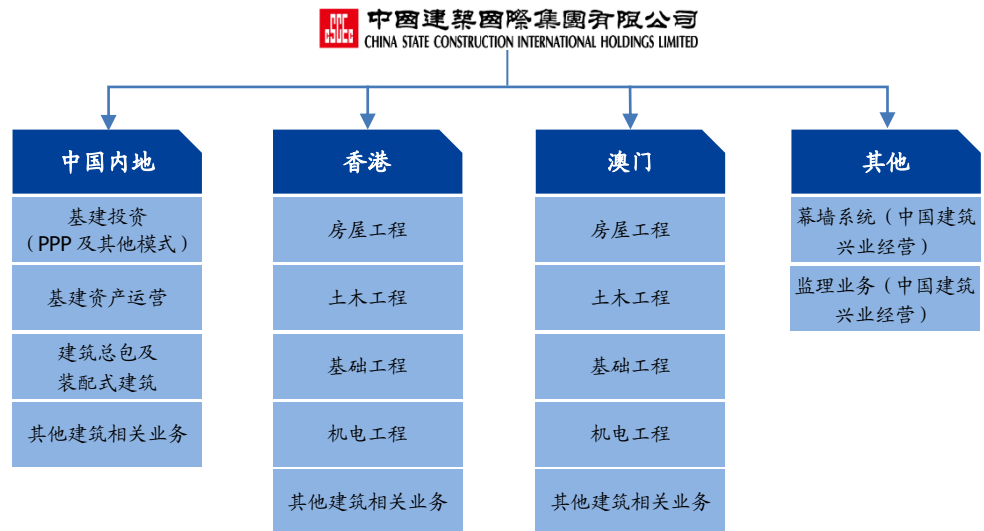 CSCEC
中國建築國際集團有限公司
CHINA STATE CONSTRUCTION INTERNATIONAL HOLDINGS LIMITED
中国内地
基建投资
（PPP 及其他模式）
基建资产运营
建筑总包及
装配式建筑
其他建筑相关业务
香港
房屋工程
土木工程
基础工程
机电工程
其他建筑相关业务
澳门
房屋工程
土木工程
基础工程
机电工程
其他建筑相关业务
其他
幕墙系统（中国建筑
兴业经营）
监理业务（中国建筑
兴业经营）